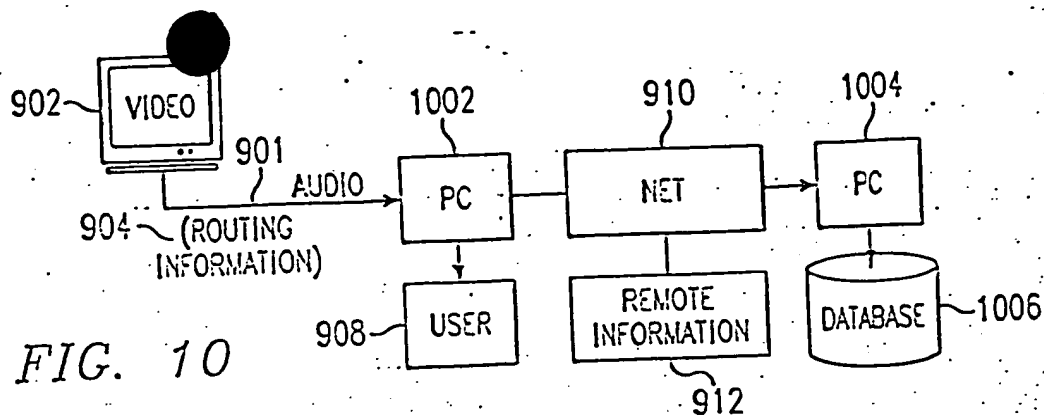 1002
910
1004
902
VIDEO
901
AUDIO
PC
NET
PC
904
(ROUTING
INFORMATION)
908
USER
REMOTE
INFORMATION
DATABASE
1006
912
FIG. 10